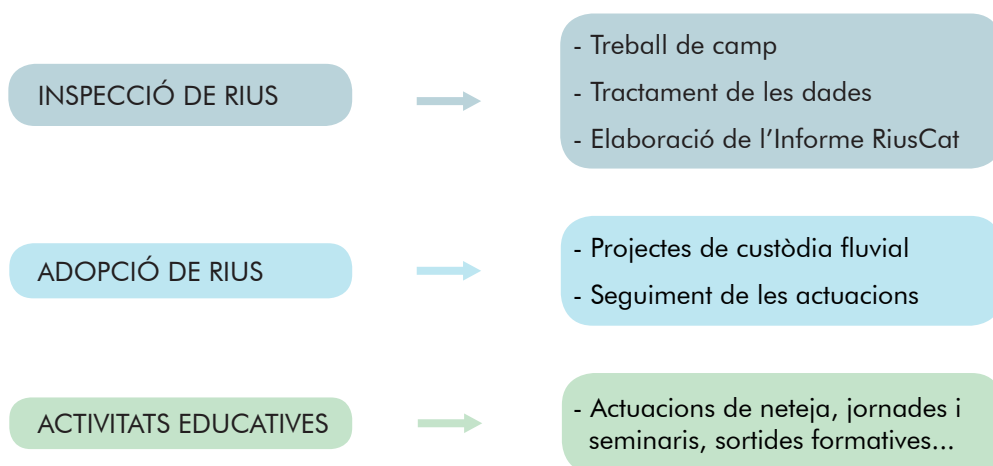 INSPECCIÓ DE RIUS
- Treball de camp
- Tractament de les dades
- Elaboració de l’Informe RiusCat
ADOPCIÓ DE RIUS
- Projectes de custòdia fluvial
- Seguiment de les actuacions
ACTIVITATS EDUCATIVES
- Actuacions de neteja, jornades i
seminaris, sortides formatives...